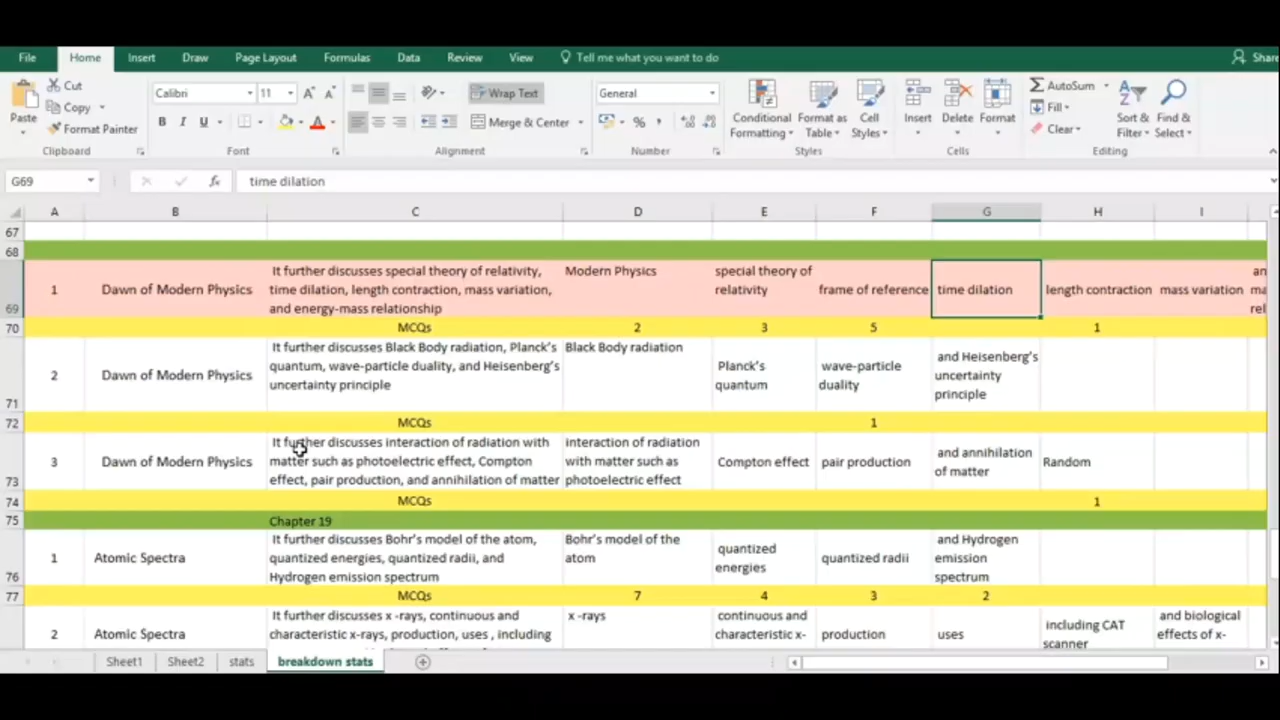 File Home Insert Draw Page Layout Formulas Data Review View Tell me what you want to do Share
Cut
Copy
Format Painter
Paste
Calibri 11
B I U
Wrap Text
Merge & Center
General
Conditional Formatting
Format as Table
Cell Styles
Insert Delete Format
AutoSum
Fill
Clear
Sort & Filter
Find & Select
Clipboard Font Alignment Number Styles Cells Editing
G69 fx time dilation
A B C D E F G H I
67
68
69 1 Dawn of Modern Physics It further discusses special theory of relativity, time dilation, length contraction, mass variation, and energy-mass relationship Modern Physics special theory of relativity frame of reference time dilation length contraction mass variation
70 MCQs 2 3 5 1
71 2 Dawn of Modern Physics It further discusses Black Body radiation, Planck's quantum, wave-particle duality, and Heisenberg's uncertainty principle Black Body radiation Planck's quantum wave-particle duality and Heisenberg's uncertainty principle
72 MCQs 1
73 3 Dawn of Modern Physics It further discusses interaction of radiation with matter such as photoelectric effect, Compton effect, pair production, and annihilation of matter interaction of radiation with matter such as photoelectric effect Compton effect pair production and annihilation of matter Random
74 MCQs 1
75 Chapter 19
76 1 Atomic Spectra It further discusses Bohr's model of the atom, quantized energies, quantized radii, and Hydrogen emission spectrum Bohr's model of the atom quantized energies quantized radii and Hydrogen emission spectrum
77 MCQs 7 4 3 2
2 Atomic Spectra It further discusses x -rays, continuous and characteristic x-rays, production, uses , including x -rays continuous and characteristic x- production uses including CAT scanner and biological effects of x-
Sheet1 Sheet2 stats breakdown stats